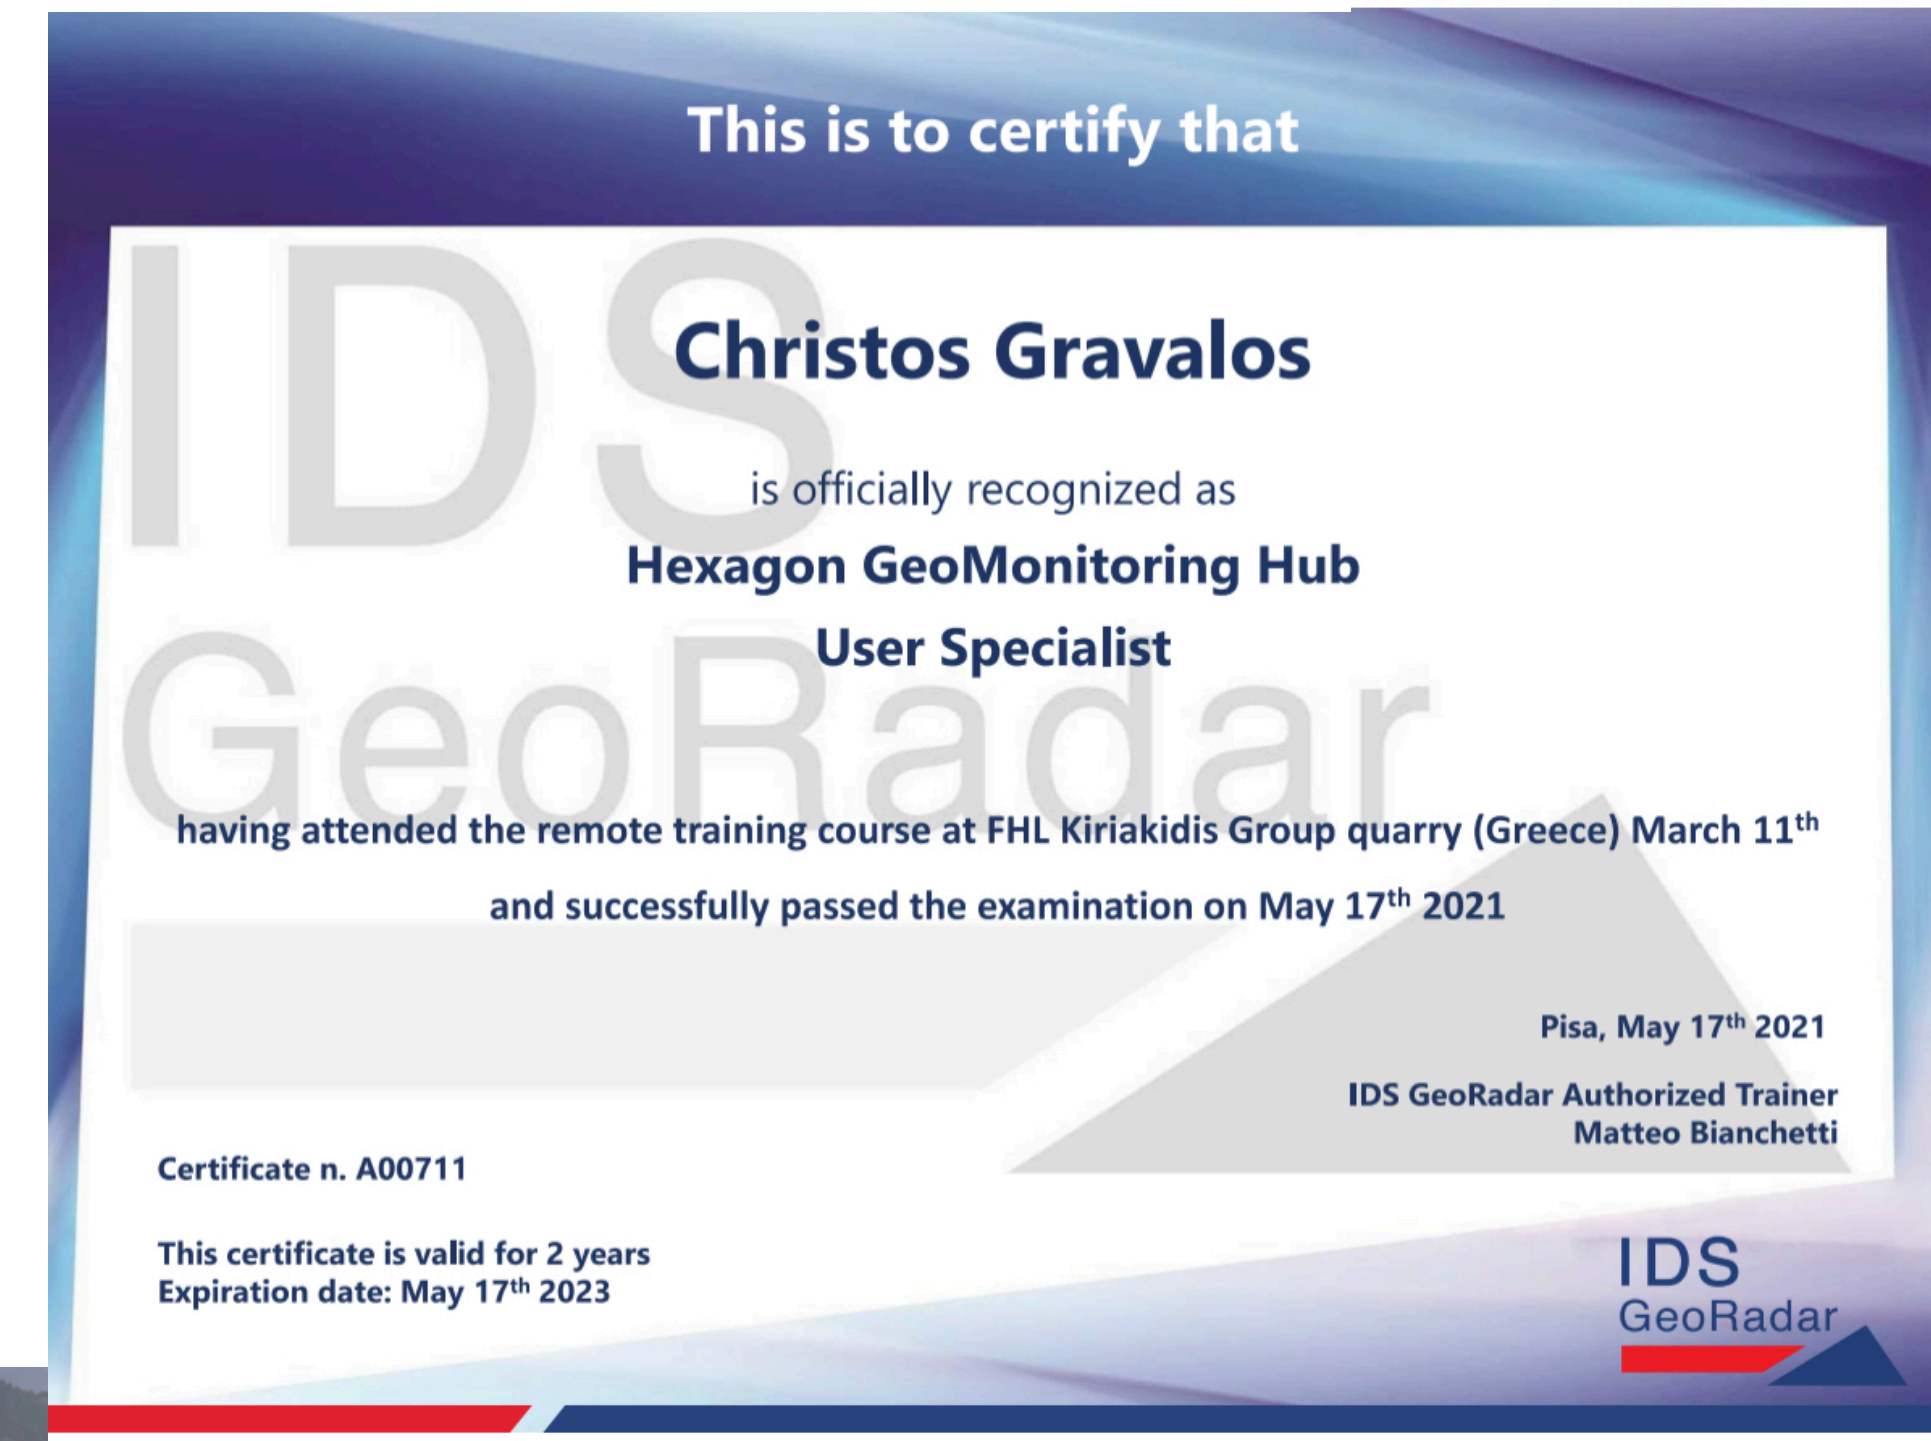 This is to certify that
IDS
GeoRadar
Christos Gravalos
is officially recognized as
Hexagon GeoMonitoring Hub
User Specialist
having attended the remote training course at FHL Kiriakidis Group quarry (Greece) March 11th
and successfully passed the examination on May 17th 2021
Pisa, May 17th 2021
IDS GeoRadar Authorized Trainer
Matteo Bianchetti
Certificate n. A00711
This certificate is valid for 2 years
Expiration date: May 17th 2023
IDS
GeoRadar